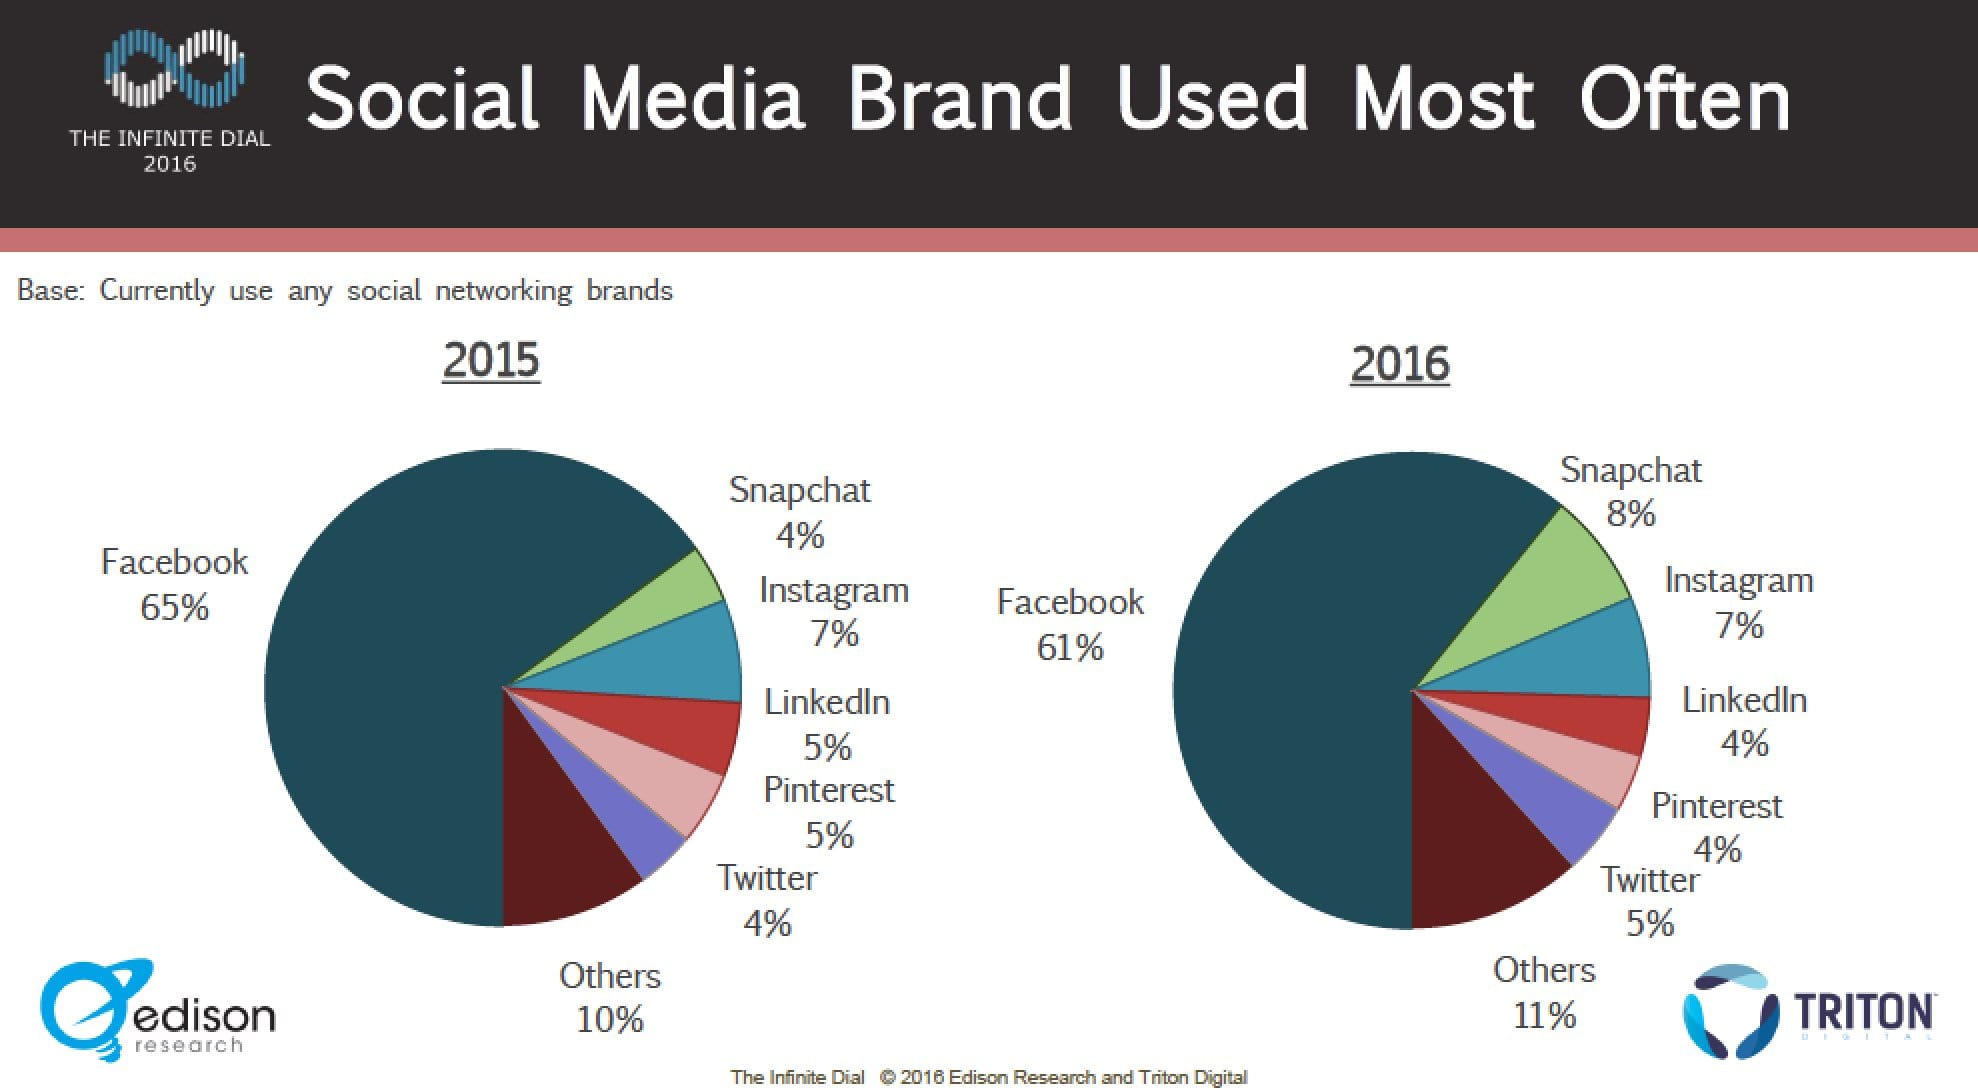 THE INFINITE DIAL
2016
Social Media Brand Used Most Often
Base: Currently use any social networking brands
2015
Facebook
65%
Snapchat
4%
Instagram
7%
LinkedIn
5%
Pinterest
5%
Twitter
4%
Others
10%
2016
Facebook
61%
Snapchat
8%
Instagram
7%
LinkedIn
4%
Pinterest
4%
Twitter
5%
Others
11%
edison
research
TRITON™
DIGITAL
The Infinite Dial © 2016 Edison Research and Triton Digital